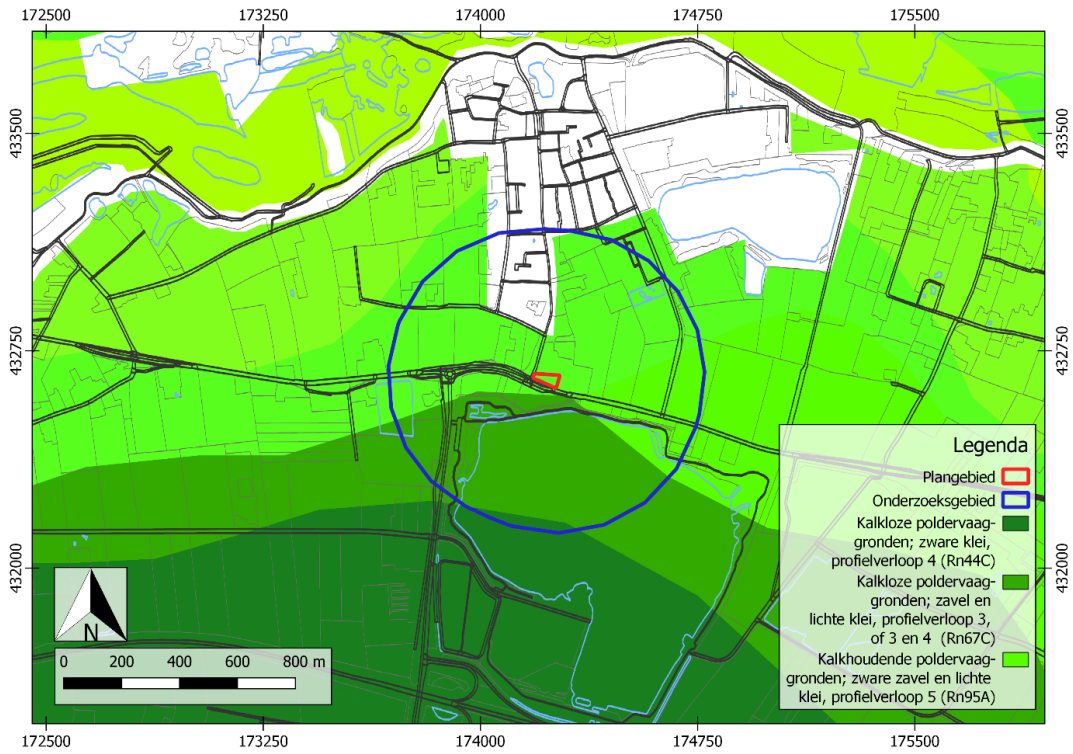 172500 173250 174000 174750 175500
433500 433500
432750 432750
432000 432000
Legenda
Plangebied
Onderzoeksgebied
Kalkloze poldervaag-
gronden; zware klei,
profielverloop 4 (Rn44C)
Kalkloze poldervaag-
gronden; zavel en
lichte klei, profielverloop 3,
of 3 en 4 (Rn67C)
Kalkhoudende poldervaag-
gronden; zware zavel en lichte
klei, profielverloop 5 (Rn95A)
N
0 200 400 600 800 m
172500 173250 174000 174750 175500